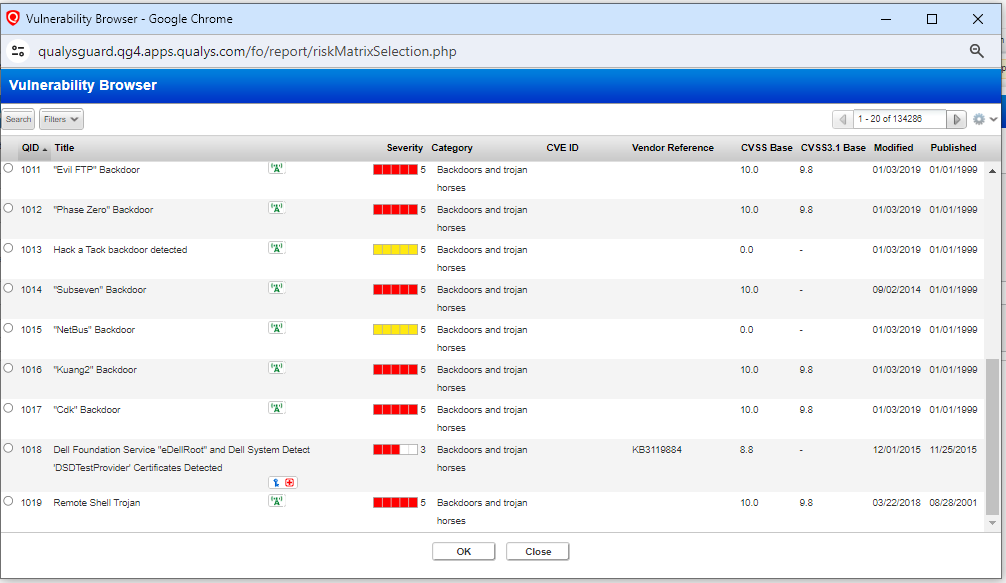 Vulnerability Browser - Google Chrome
qualysguard.qg4.apps.qualys.com/fo/report/riskMatrixSelection.php
Vulnerability Browser
Search Filters 1 - 20 of 134286
QID Title Severity Category CVE ID Vendor Reference CVSS Base CVSS3.1 Base Modified Published
1011 "Evil FTP" Backdoor A 5 Backdoors and trojan 10.0 9.8 01/03/2019 01/01/1999
horses
1012 "Phase Zero" Backdoor A 5 Backdoors and trojan 10.0 9.8 01/03/2019 01/01/1999
horses
1013 Hack a Tack backdoor detected A 5 Backdoors and trojan 0.0 - 01/03/2019 01/01/1999
horses
1014 "Subseven" Backdoor A 5 Backdoors and trojan 10.0 - 09/02/2014 01/01/1999
horses
1015 "NetBus" Backdoor A 5 Backdoors and trojan 0.0 - 01/03/2019 01/01/1999
horses
1016 "Kuang2" Backdoor A 5 Backdoors and trojan 10.0 9.8 01/03/2019 01/01/1999
horses
1017 "Cdk" Backdoor A 5 Backdoors and trojan 10.0 9.8 01/03/2019 01/01/1999
horses
1018 Dell Foundation Service "eDellRoot" and Dell System Detect 3 Backdoors and trojan KB3119884 8.8 - 12/01/2015 11/25/2015
'DSDTestProvider' Certificates Detected horses
1019 Remote Shell Trojan A 5 Backdoors and trojan 10.0 9.8 03/22/2018 08/28/2001
horses
OK Close